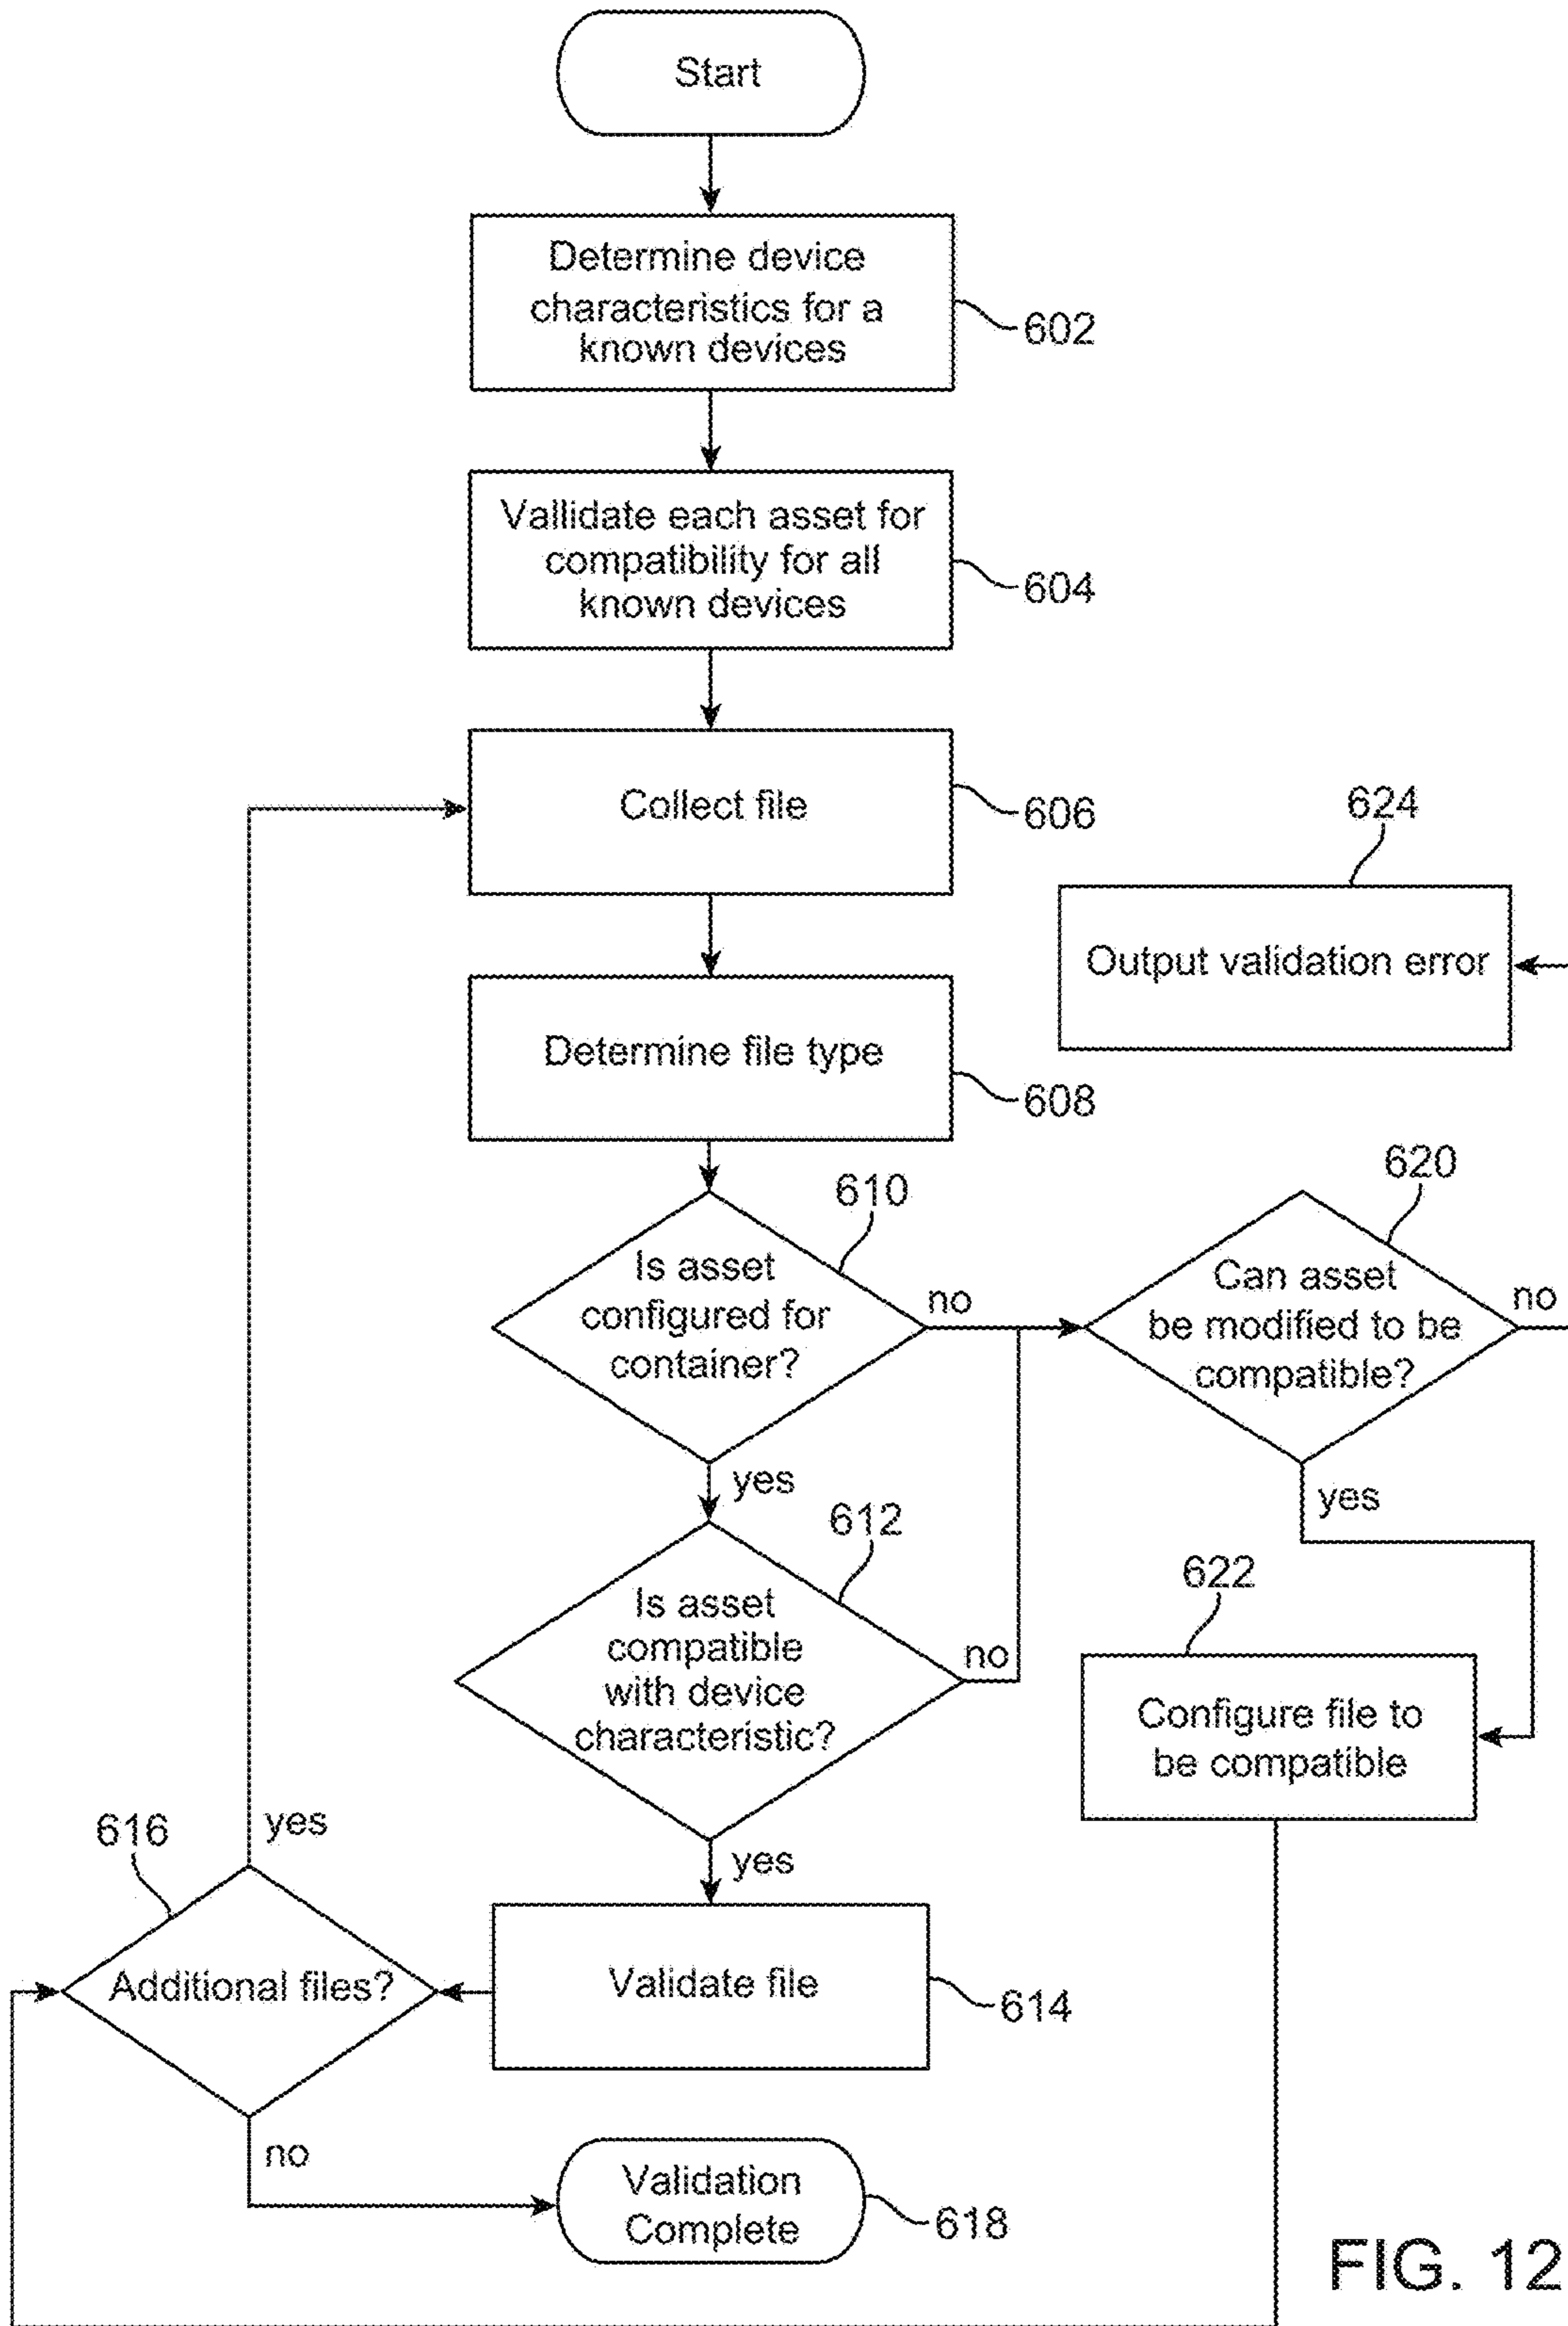 Start
Determine device
characteristics for a
known devices
602
Vallidate each asset for
compatibility for all
known devices
604
Collect file
606
624
Output validation error
Determine file type
608
610
Is asset
configured for
container?
no
620
Can asset
be modified to be
compatible?
no
yes
yes
612
Is asset
compatible
with device
characteristic?
no
622
Configure file to
be compatible
yes
616
yes
Additional files?
Validate file
614
no
Validation
Complete
618
FIG. 12